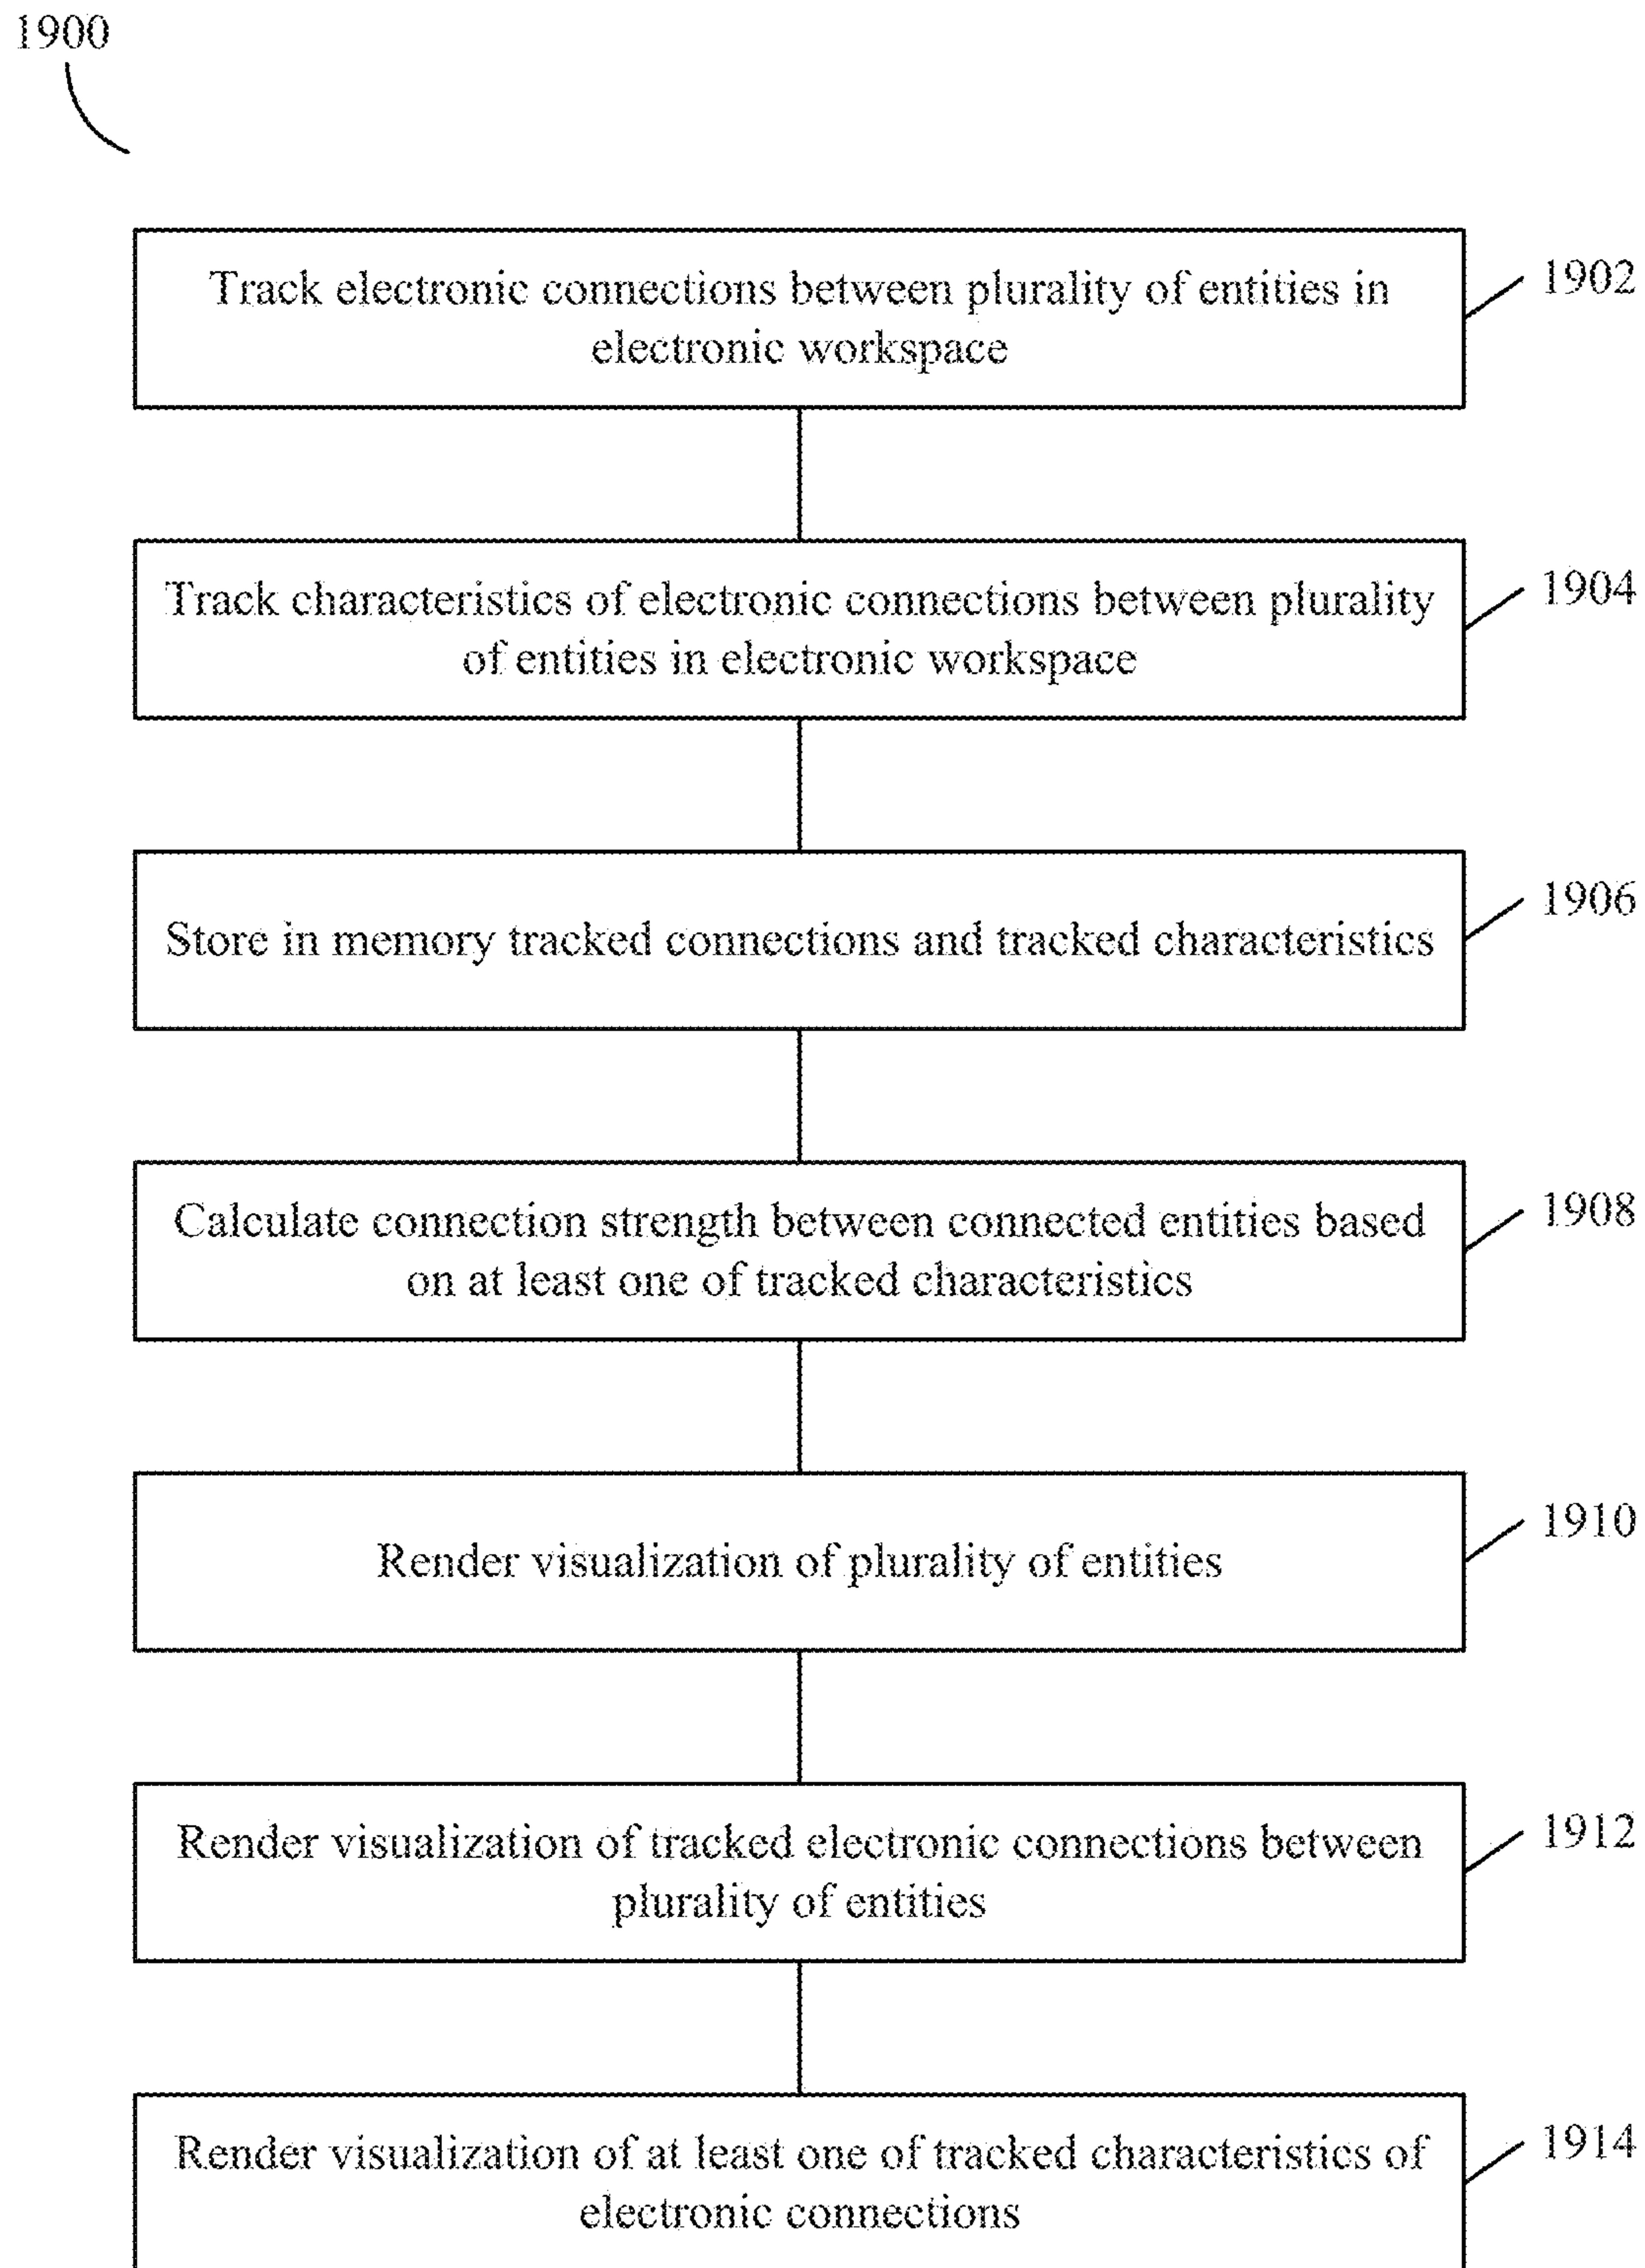 1900
Track electronic connections between plurality of entities in
electronic workspace
1902
Track characteristics of electronic connections between plurality
of entities in electronic workspace
1904
Store in memory tracked connections and tracked characteristics
1906
Calculate connection strength between connected entities based
on at least one of tracked characteristics
1908
Render visualization of plurality of entities
1910
Render visualization of tracked electronic connections between
plurality of entities
1912
Render visualization of at least one of tracked characteristics of
electronic connections
1914